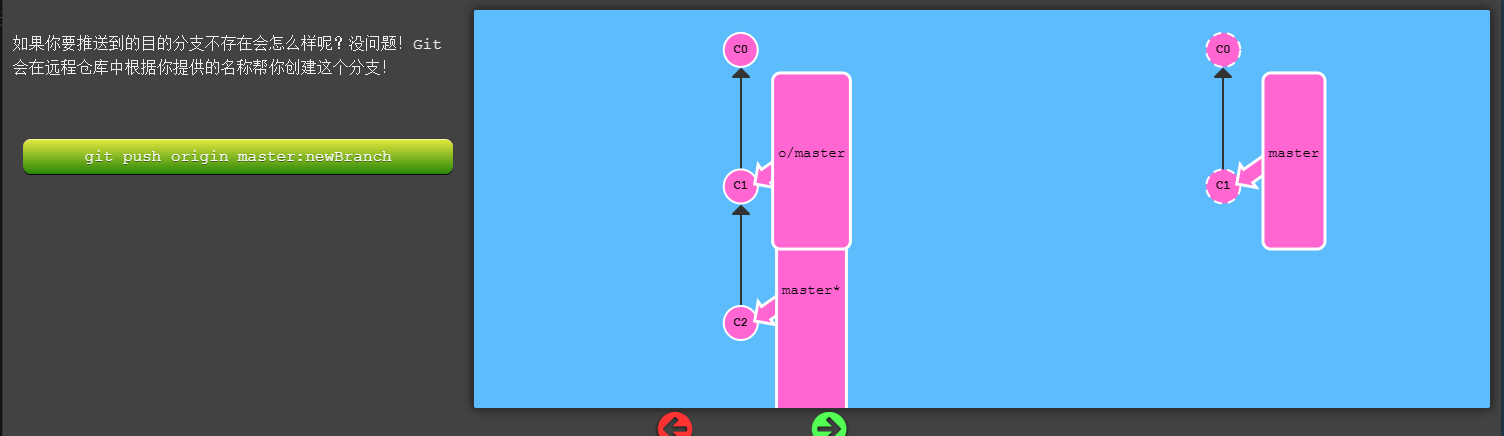 如果你要推送到的目的分支不存在会怎么样呢？没问题！Git
会在远程仓库中根据你提供的名称帮你创建这个分支！
git push origin master:newBranch
C0
o/master
C1
master*
C2
C0
master
C1